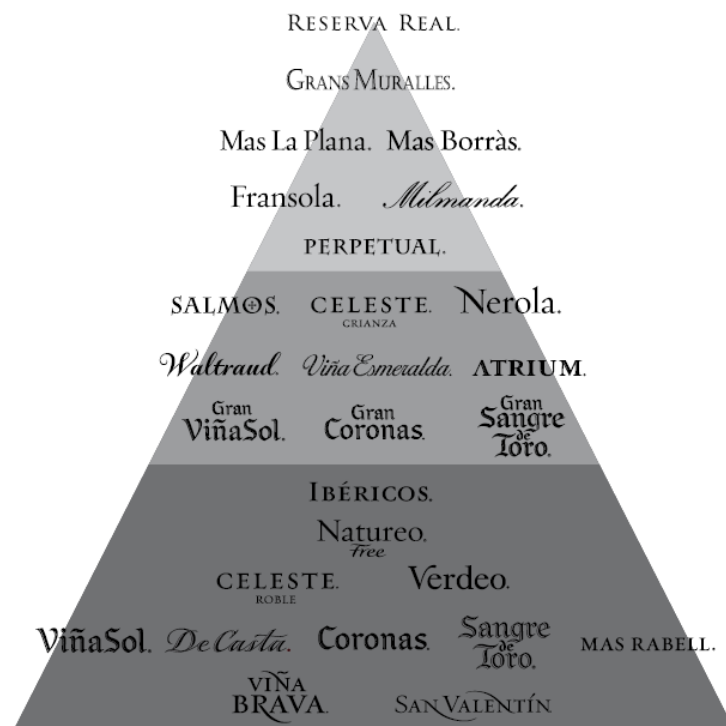 RESERVA REAL.
GRANS MURALLES.
Mas La Plana. Mas Borràs.
Fransola. Milmanda.
PERPETUAL.
SALMOS. CELESTE. Nerola.
CRIANZA
Waltraud. Viña Esmeralda. ATRIUM.
Gran Gran Gran
ViñaSol. Coronas. Sangre
de
Toro.
IBÉRICOS.
Natureo.
Free
CELESTE. Verdeo.
ROBLE
ViñaSol. DeCasta. Coronas. Sangre MAS RABELL.
de
Toro.
VIÑA
BRAVA. SAN VALENTÍN